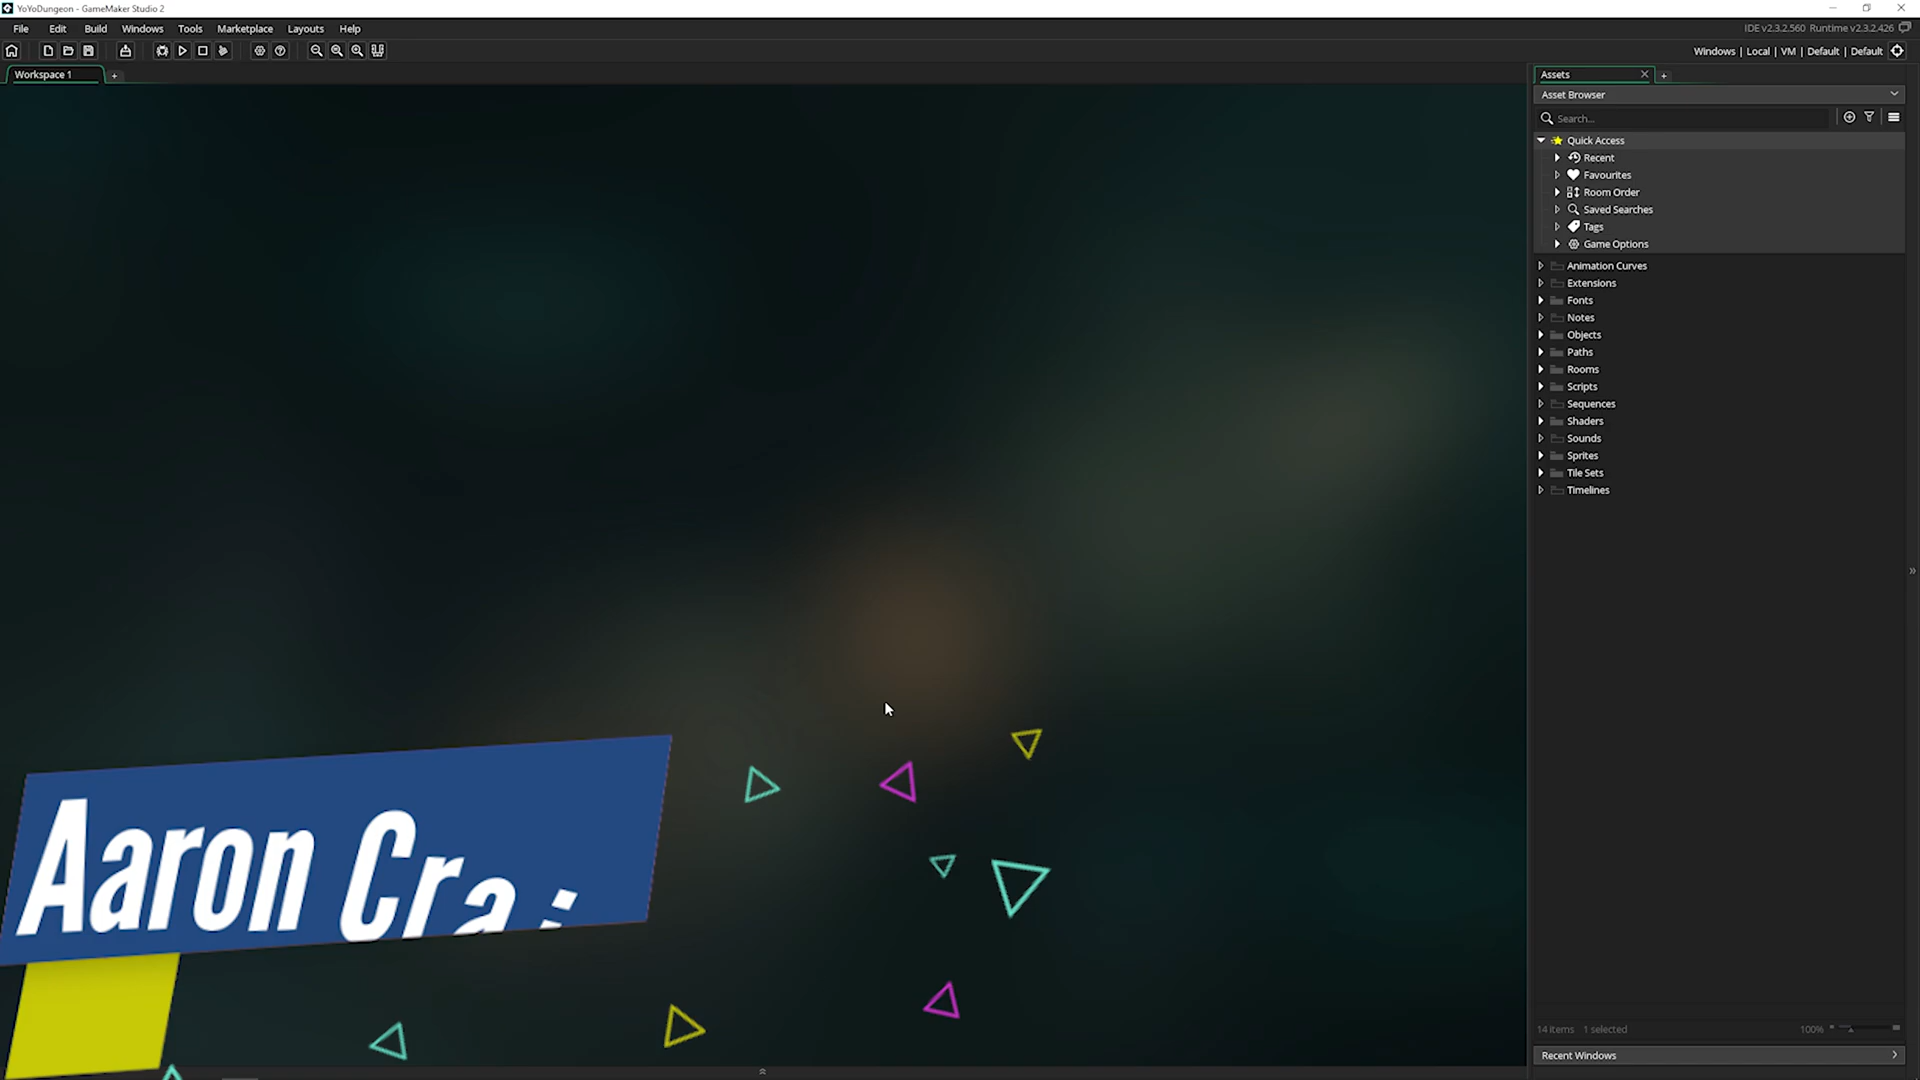 YoYoDungeon - GameMaker Studio 2
File Edit Build Windows Tools Marketplace Layouts Help
IDE v2.3.2.560 Runtime v2.3.2.426
Windows | Local | VM | Default | Default
Workspace 1
Assets
Asset Browser
Search...
Quick Access
Recent
Favourites
Room Order
Saved Searches
Tags
Game Options
Animation Curves
Extensions
Fonts
Notes
Objects
Paths
Rooms
Scripts
Sequences
Shaders
Sounds
Sprites
Tile Sets
Timelines
Aaron
14 items 1 selected
100%
Recent Windows